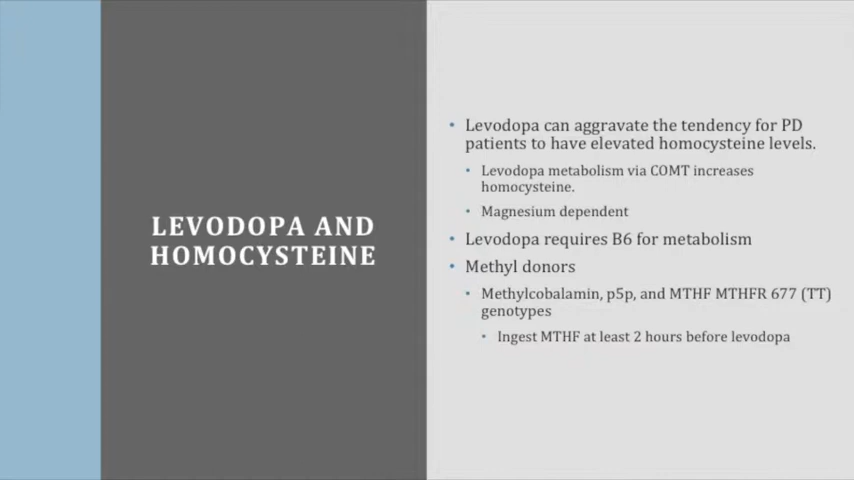 LEVODOPA AND
HOMOCYSTEINE
• Levodopa can aggravate the tendency for PD
patients to have elevated homocysteine levels.
• Levodopa metabolism via COMT increases
homocysteine.
• Magnesium dependent
• Levodopa requires B6 for metabolism
• Methyl donors
• Methylcobalamin, p5p, and MTHF MTHFR 677 (TT)
genotypes
• Ingest MTHF at least 2 hours before levodopa